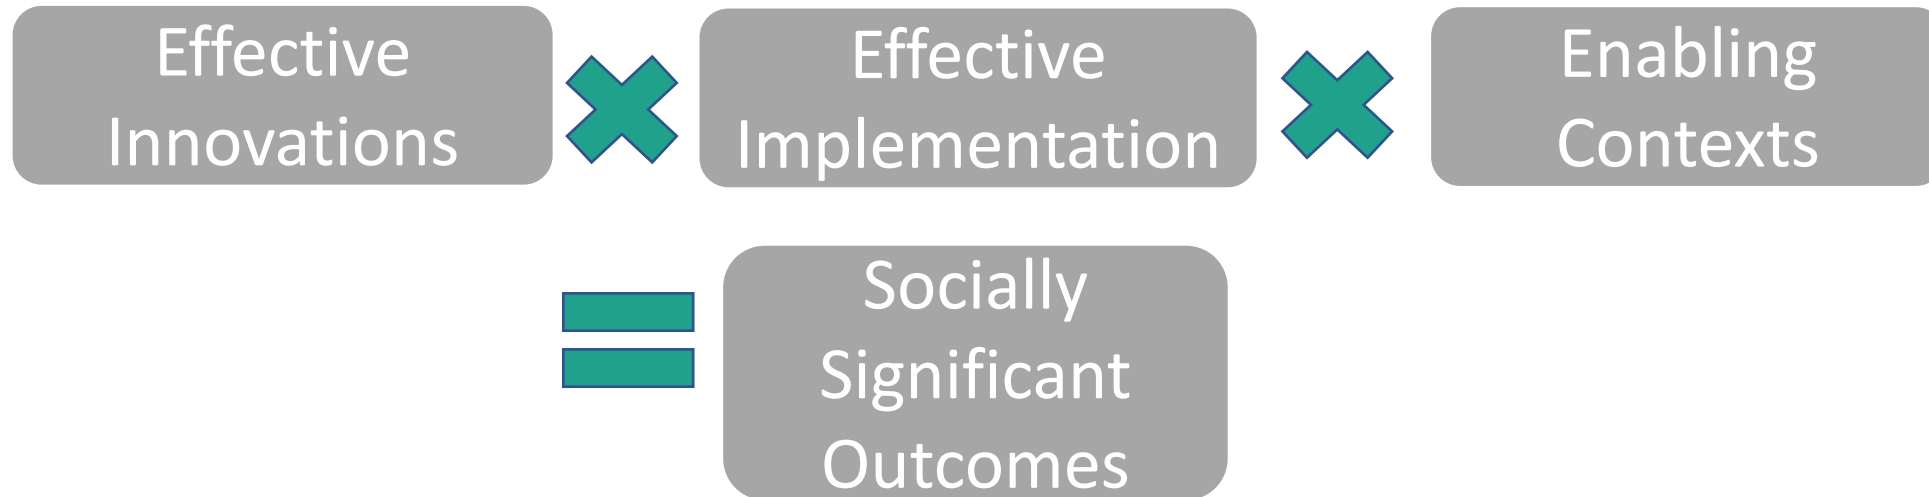 Effective
Innovations
Effective
Implementation
Enabling
Contexts
Socially
Significant
Outcomes